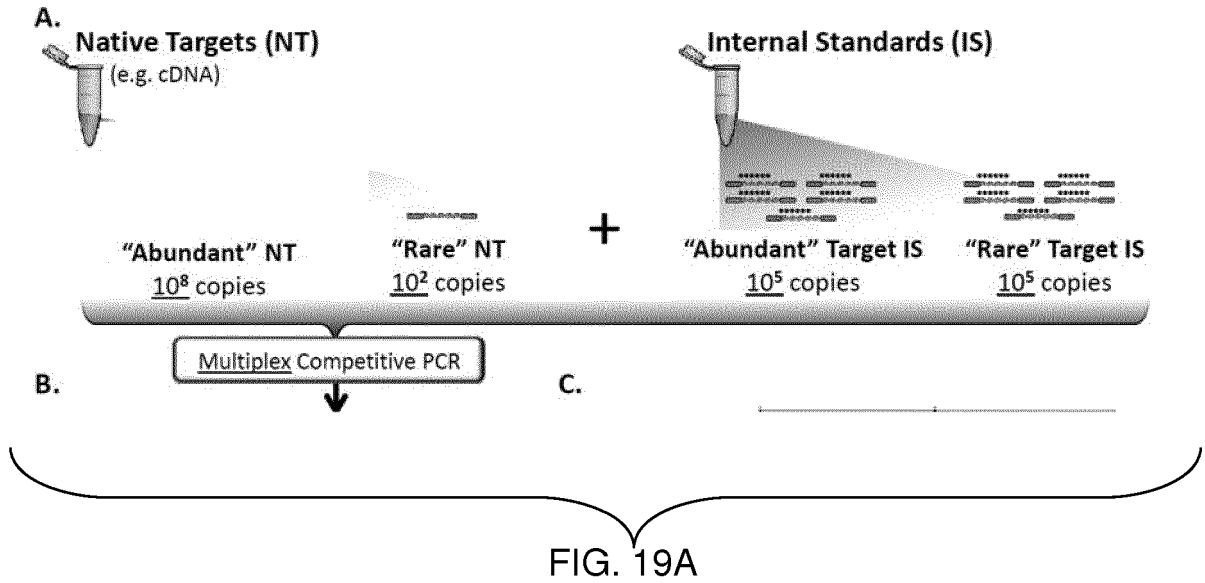 A.
Native Targets (NT)
(e.g. cDNA)
Internal Standards (IS)
+
“Abundant” NT
10⁸ copies
“Rare” NT
10² copies
“Abundant” Target IS
10⁵ copies
“Rare” Target IS
10⁵ copies
Multiplex Competitive PCR
B.
C.
FIG. 19A